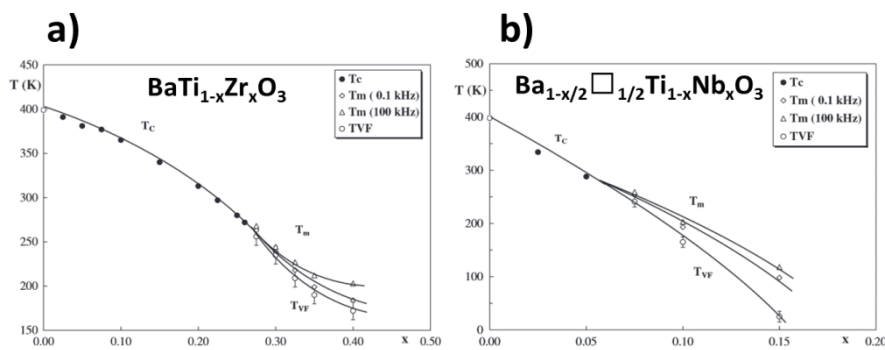 a)
450
T (K)
400
350
300
250
200
150
0.00
0.10
0.20
0.30
0.40
x
0.50
BaTi1-xZrxO3
Tc
Tm ( 0.1 kHz)
Tm (100 kHz)
TVF
TC
Tm
TVF
b)
500
T (K)
400
300
200
100
0
0.00
0.05
0.10
0.15
x
0.20
Ba1-x/2□1/2Ti1-xNbxO3
Tc
Tm ( 0.1 kHz)
Tm (100 kHz)
TVF
TC
Tm
TVF